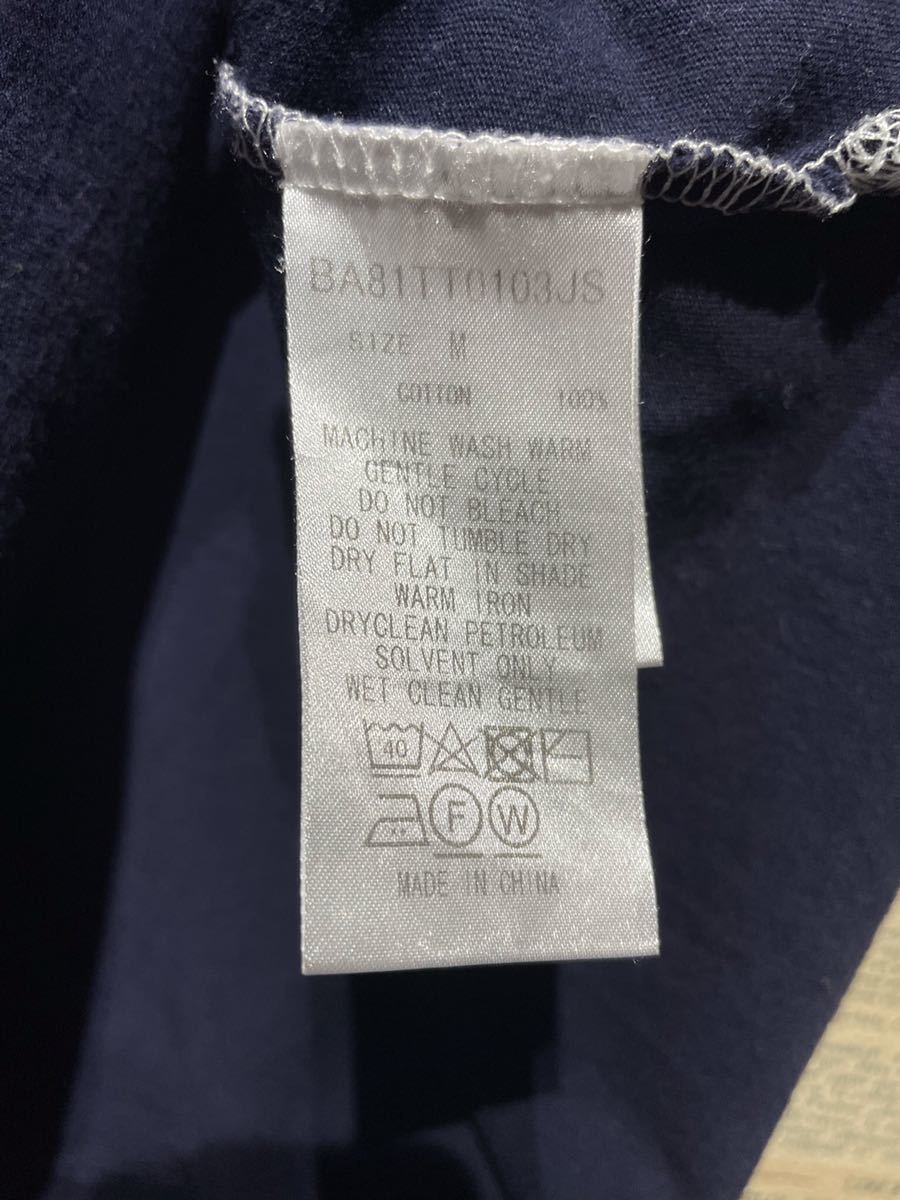 BA81TT0103JS
SIZE M
COTTON 100%
MACHINE WASH WARM
GENTLE CYCLE
DO NOT BLEACH
DO NOT TUMBLE DRY
DRY FLAT IN SHADE
WARM IRON
DRYCLEAN PETROLEUM
SOLVENT ONLY
WET CLEAN GENTLE
40
F W
MADE IN CHINA